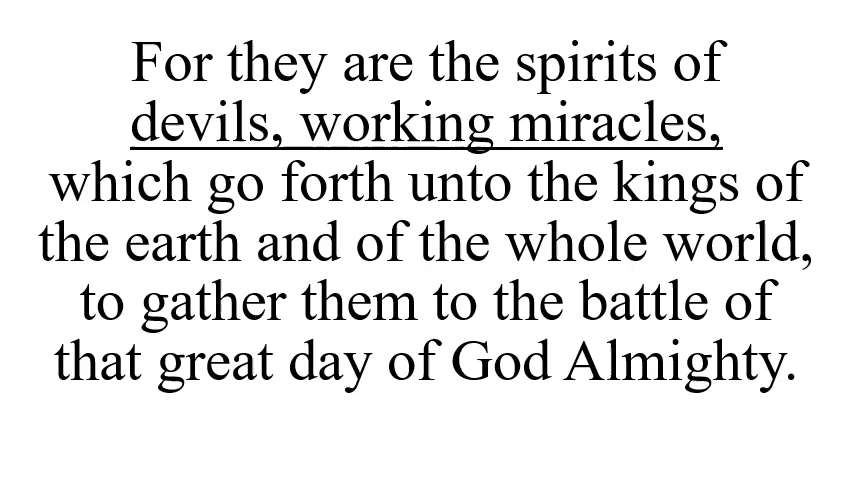 For they are the spirits of
devils, working miracles,
which go forth unto the kings of
the earth and of the whole world,
to gather them to the battle of
that great day of God Almighty.